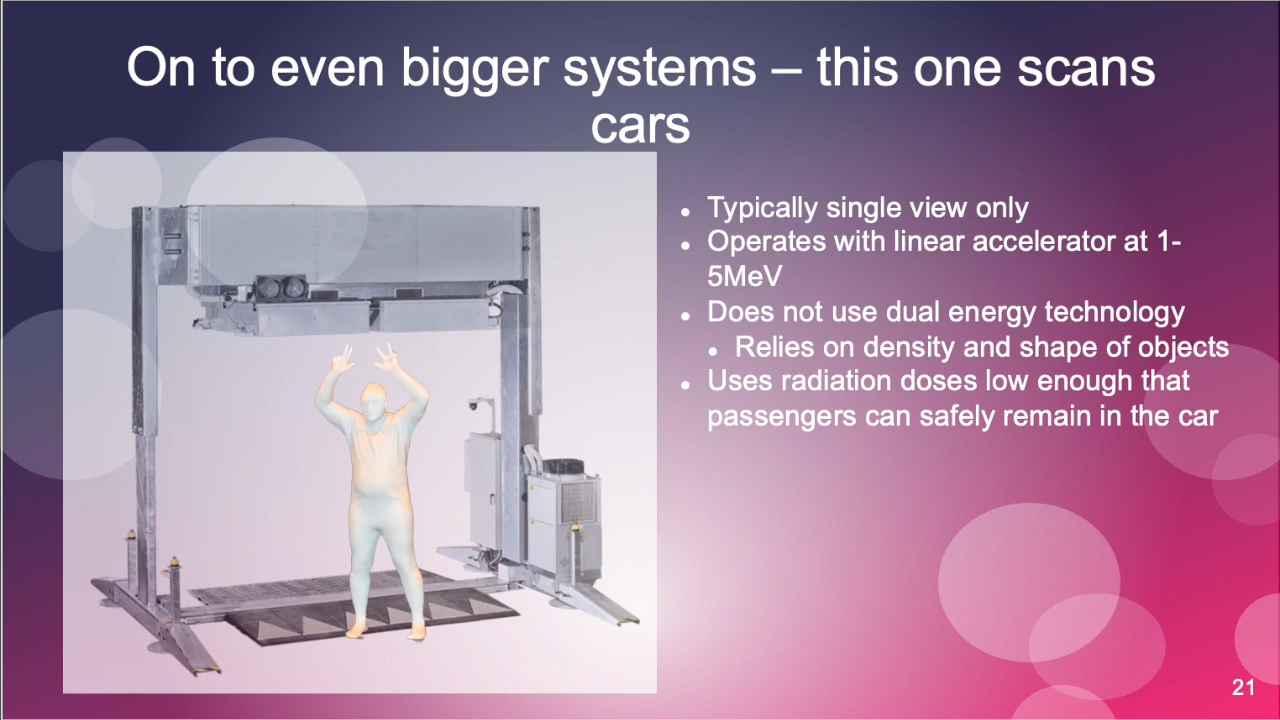 On to even bigger systems – this one scans
cars
• Typically single view only
• Operates with linear accelerator at 1-
5MeV
• Does not use dual energy technology
• Relies on density and shape of objects
• Uses radiation doses low enough that
passengers can safely remain in the car
21